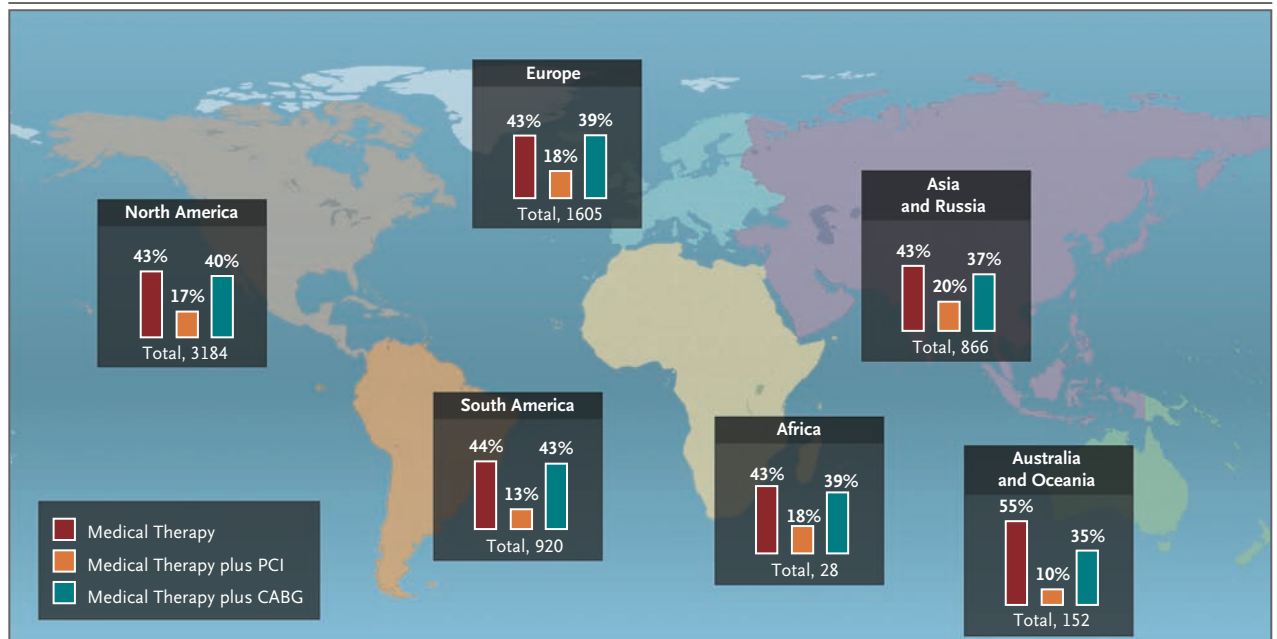 Europe
43%
18%
39%
Total, 1605
North America
43%
17%
40%
Total, 3184
Asia
and Russia
43%
20%
37%
Total, 866
South America
44%
13%
43%
Total, 920
Africa
43%
18%
39%
Total, 28
Australia
and Oceania
55%
10%
35%
Total, 152
Medical Therapy
Medical Therapy plus PCI
Medical Therapy plus CABG